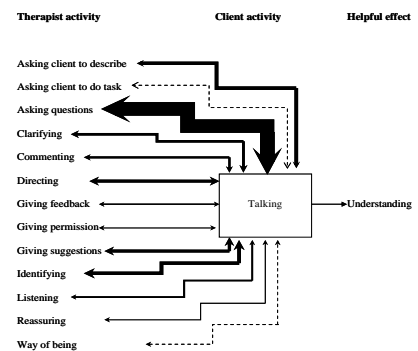 Therapist activity Client activity Helpful effect
Asking client to describe
Asking client to do task
Asking questions
Clarifying
Commenting
Directing
Giving feedback Talking Understanding
Giving permission
Giving suggestions
Identifying
Listening
Reassuring
Way of being